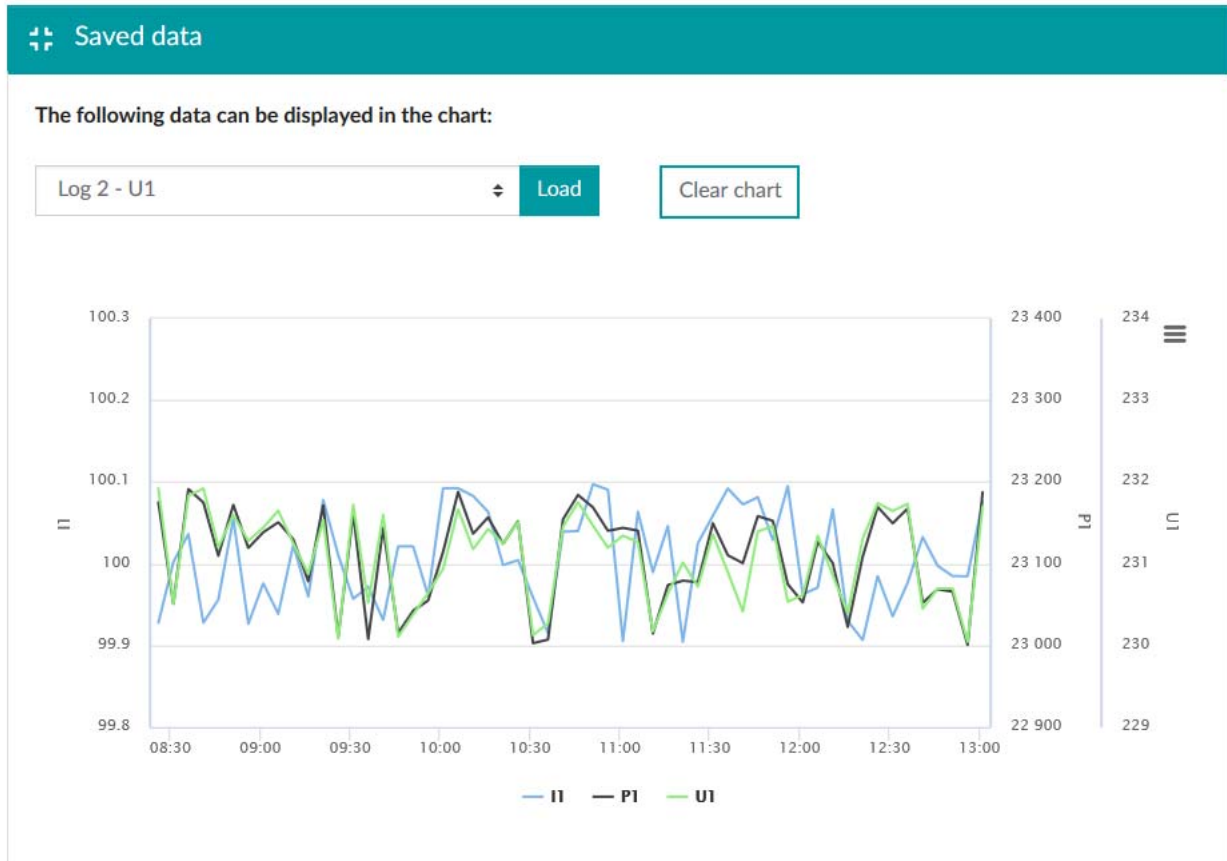 Saved data
The following data can be displayed in the chart:
Log 2 - U1
Load
Clear chart
100.3
100.2
100.1
100
99.9
99.8
I1
23 400
23 300
23 200
23 100
23 000
22 900
P1
234
233
232
231
230
229
U1
08:30 09:00 09:30 10:00 10:30 11:00 11:30 12:00 12:30 13:00
I1 P1 U1